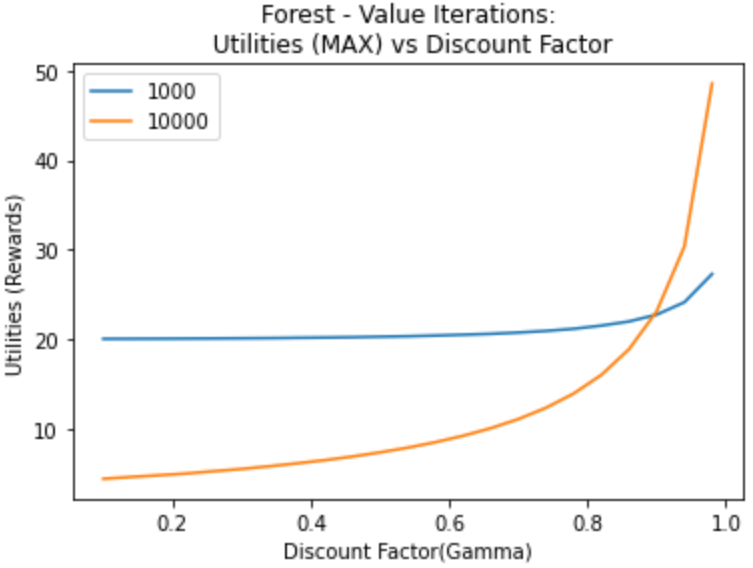 Forest - Value Iterations:
Utilities (MAX) vs Discount Factor
50
40
30
20
10
1000
10000
Utilities (Rewards)
0.2 0.4 0.6 0.8 1.0
Discount Factor(Gamma)